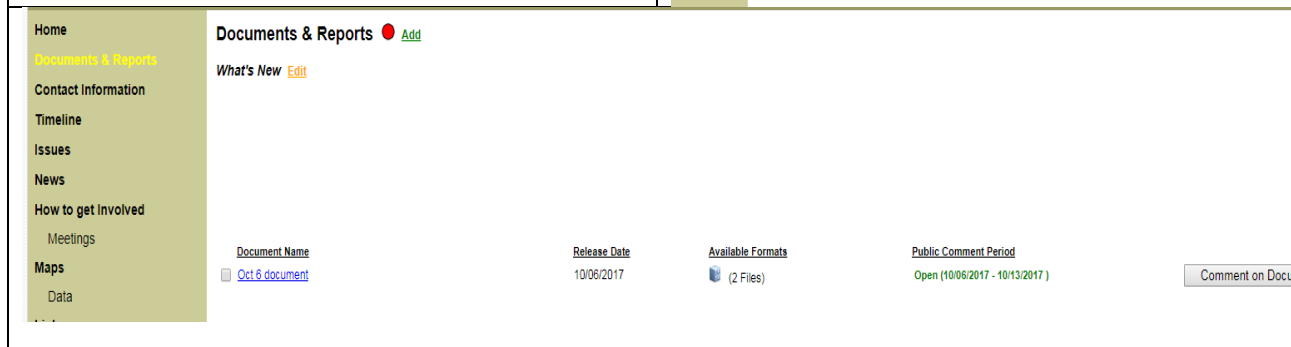 Home
Documents & Reports
Contact Information
Timeline
Issues
News
How to get Involved
Meetings
Maps
Data
Documents & Reports Add
What's New Edit
Document Name Release Date Available Formats Public Comment Period
Oct 6 document 10/06/2017 (2 Files) Open (10/06/2017 - 10/13/2017 ) Comment on Docu